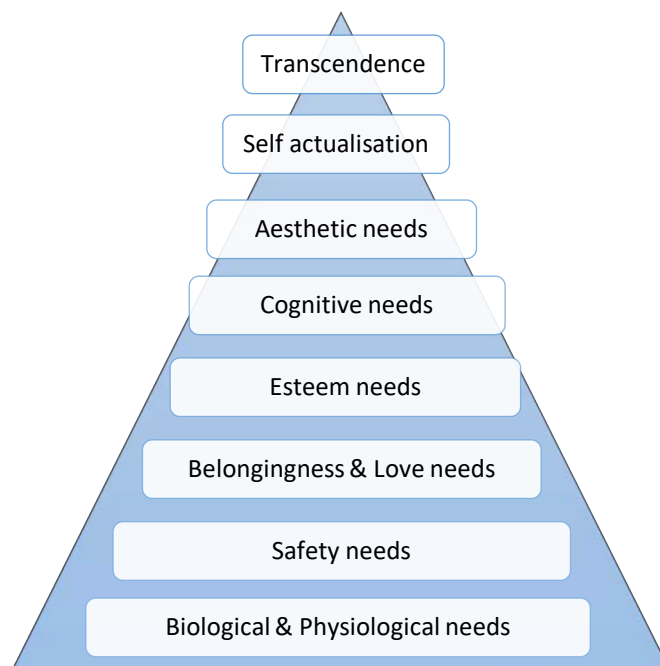 Transcendence
Self actualisation
Aesthetic needs
Cognitive needs
Esteem needs
Belongingness & Love needs
Safety needs
Biological & Physiological needs